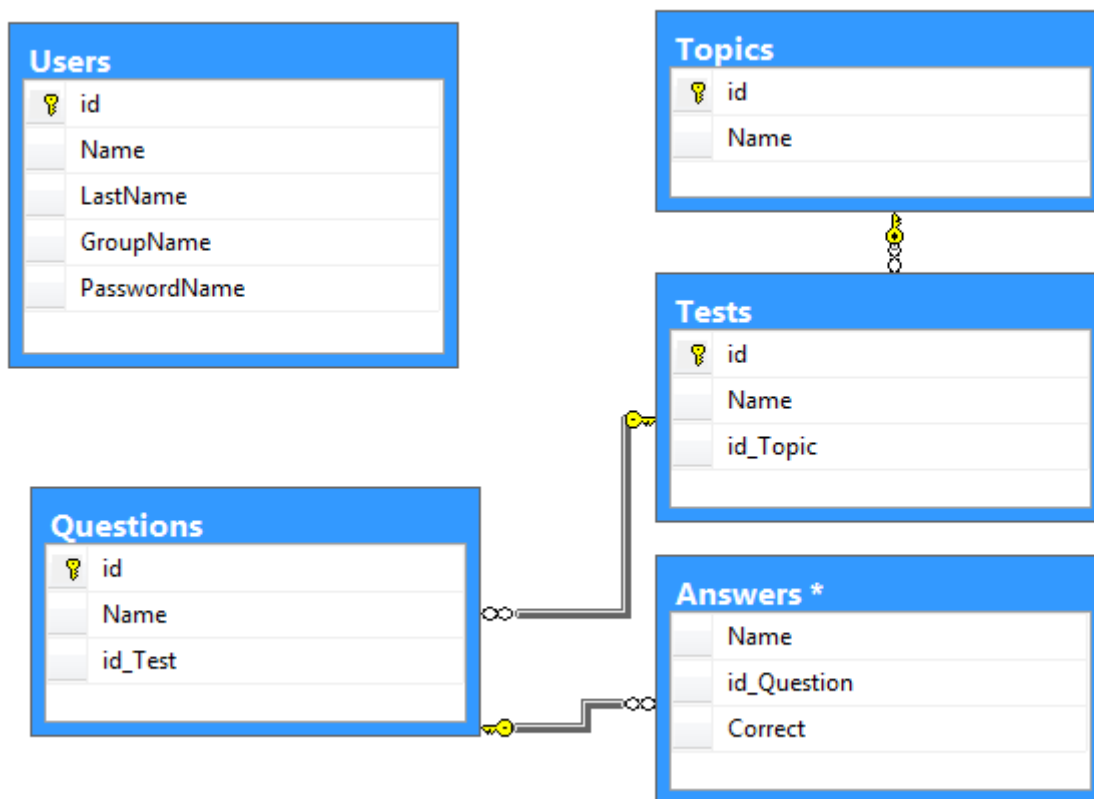 Users
id
Name
LastName
GroupName
PasswordName
Topics
id
Name
Tests
id
Name
id_Topic
Questions
id
Name
id_Test
Answers *
Name
id_Question
Correct